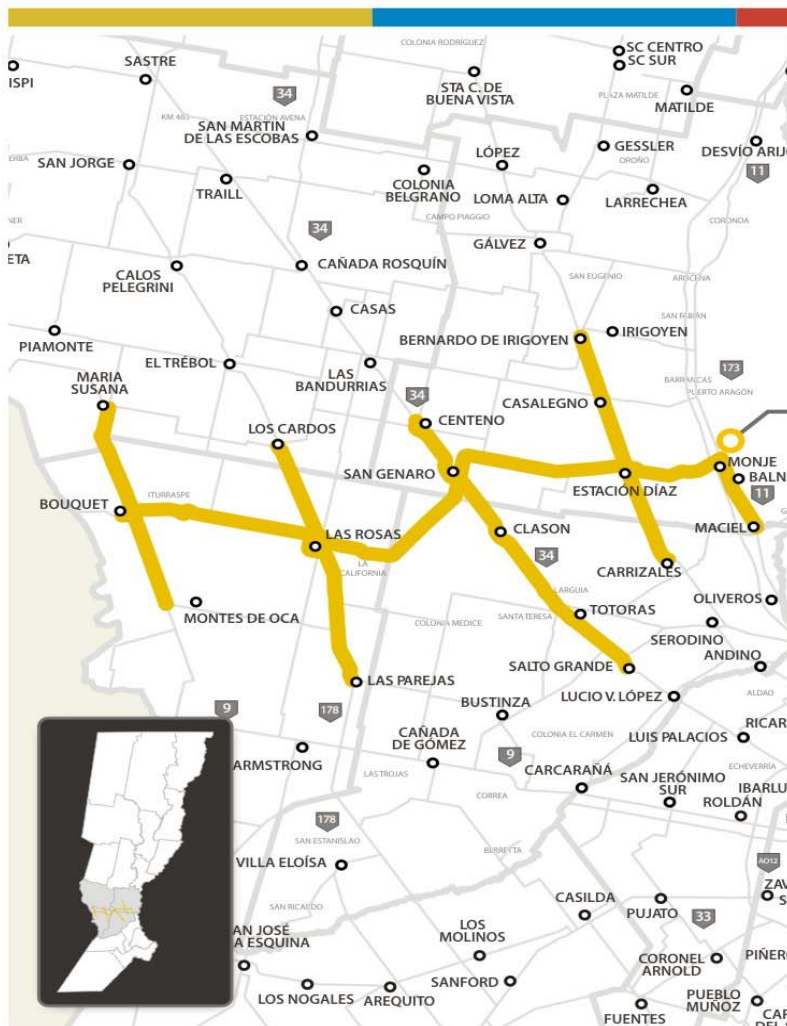 COLONIA RODRÍGUEZ
SC CENTRO
SC SUR
SASTRE
ISPI
34
STA C. DE
BUENA VISTA
PLAZA MATILDE
MATILDE
KM 465
ESTACIÓN AVENA
SAN MARTIN
DE LAS ESCOBAS
GESSLER
OROÑO
DESVÍO ARIJ
LÓPEZ
SAN JORGE
11
TRAILL
COLONIA
BELGRANO
LOMA ALTA
LARRECHEA
CAMPO PIAGGIO
CORONDA
34
GÁLVEZ
ETA
CALOS
PELEGRINI
CAÑADA ROSQUÍN
SAN EUGENIO
AROCENA
CASAS
SAN FABIÁN
PIAMONTE
BERNARDO DE IRIGOYEN
IRIGOYEN
EL TRÉBOL
LAS
BANDURRIAS
173
MARIA
SUSANA
BARRANCAS
PUERTO ARAGÓN
34
CASALEGNO
LOS CARDOS
CENTENO
SAN GENARO
MONJE
BALN
ESTACIÓN DÍAZ
11
BOUQUET
ITURRASPE
LAS ROSAS
CLASON
MACIEL
34
LA
CALIFORNIA
CARRIZALES
LARGUIA
MONTES DE OCA
TOTORAS
OLIVEROS
COLONIA MEDICE
SANTA TERESA
SERODINO
ANDINO
SALTO GRANDE
LAS PAREJAS
LUCIO V. LÓPEZ
ALDAO
BUSTINZA
9
178
CAÑADA
DE GÓMEZ
COLONIA EL CARMEN
LUIS PALACIOS
RICAR
ARMSTRONG
9
ECHEVERRÍA
LAS TROJAS
CARCARAÑÁ
SAN JERÓNIMO
SUR
IBARLU
ROLDÁN
CORREA
178
SAN ESTANISLAO
BERRETTA
VILLA ELOÍSA
AO12
ZAV
S
SAN RICARDO
CASILDA
PUJATO
33
AN JOSÉ
A ESQUINA
LOS
MOLINOS
CORONEL
ARNOLD
PIÑER
SANFORD
LOS NOGALES
AREQUITO
PUEBLO
MUÑOZ
FUENTES
CAR